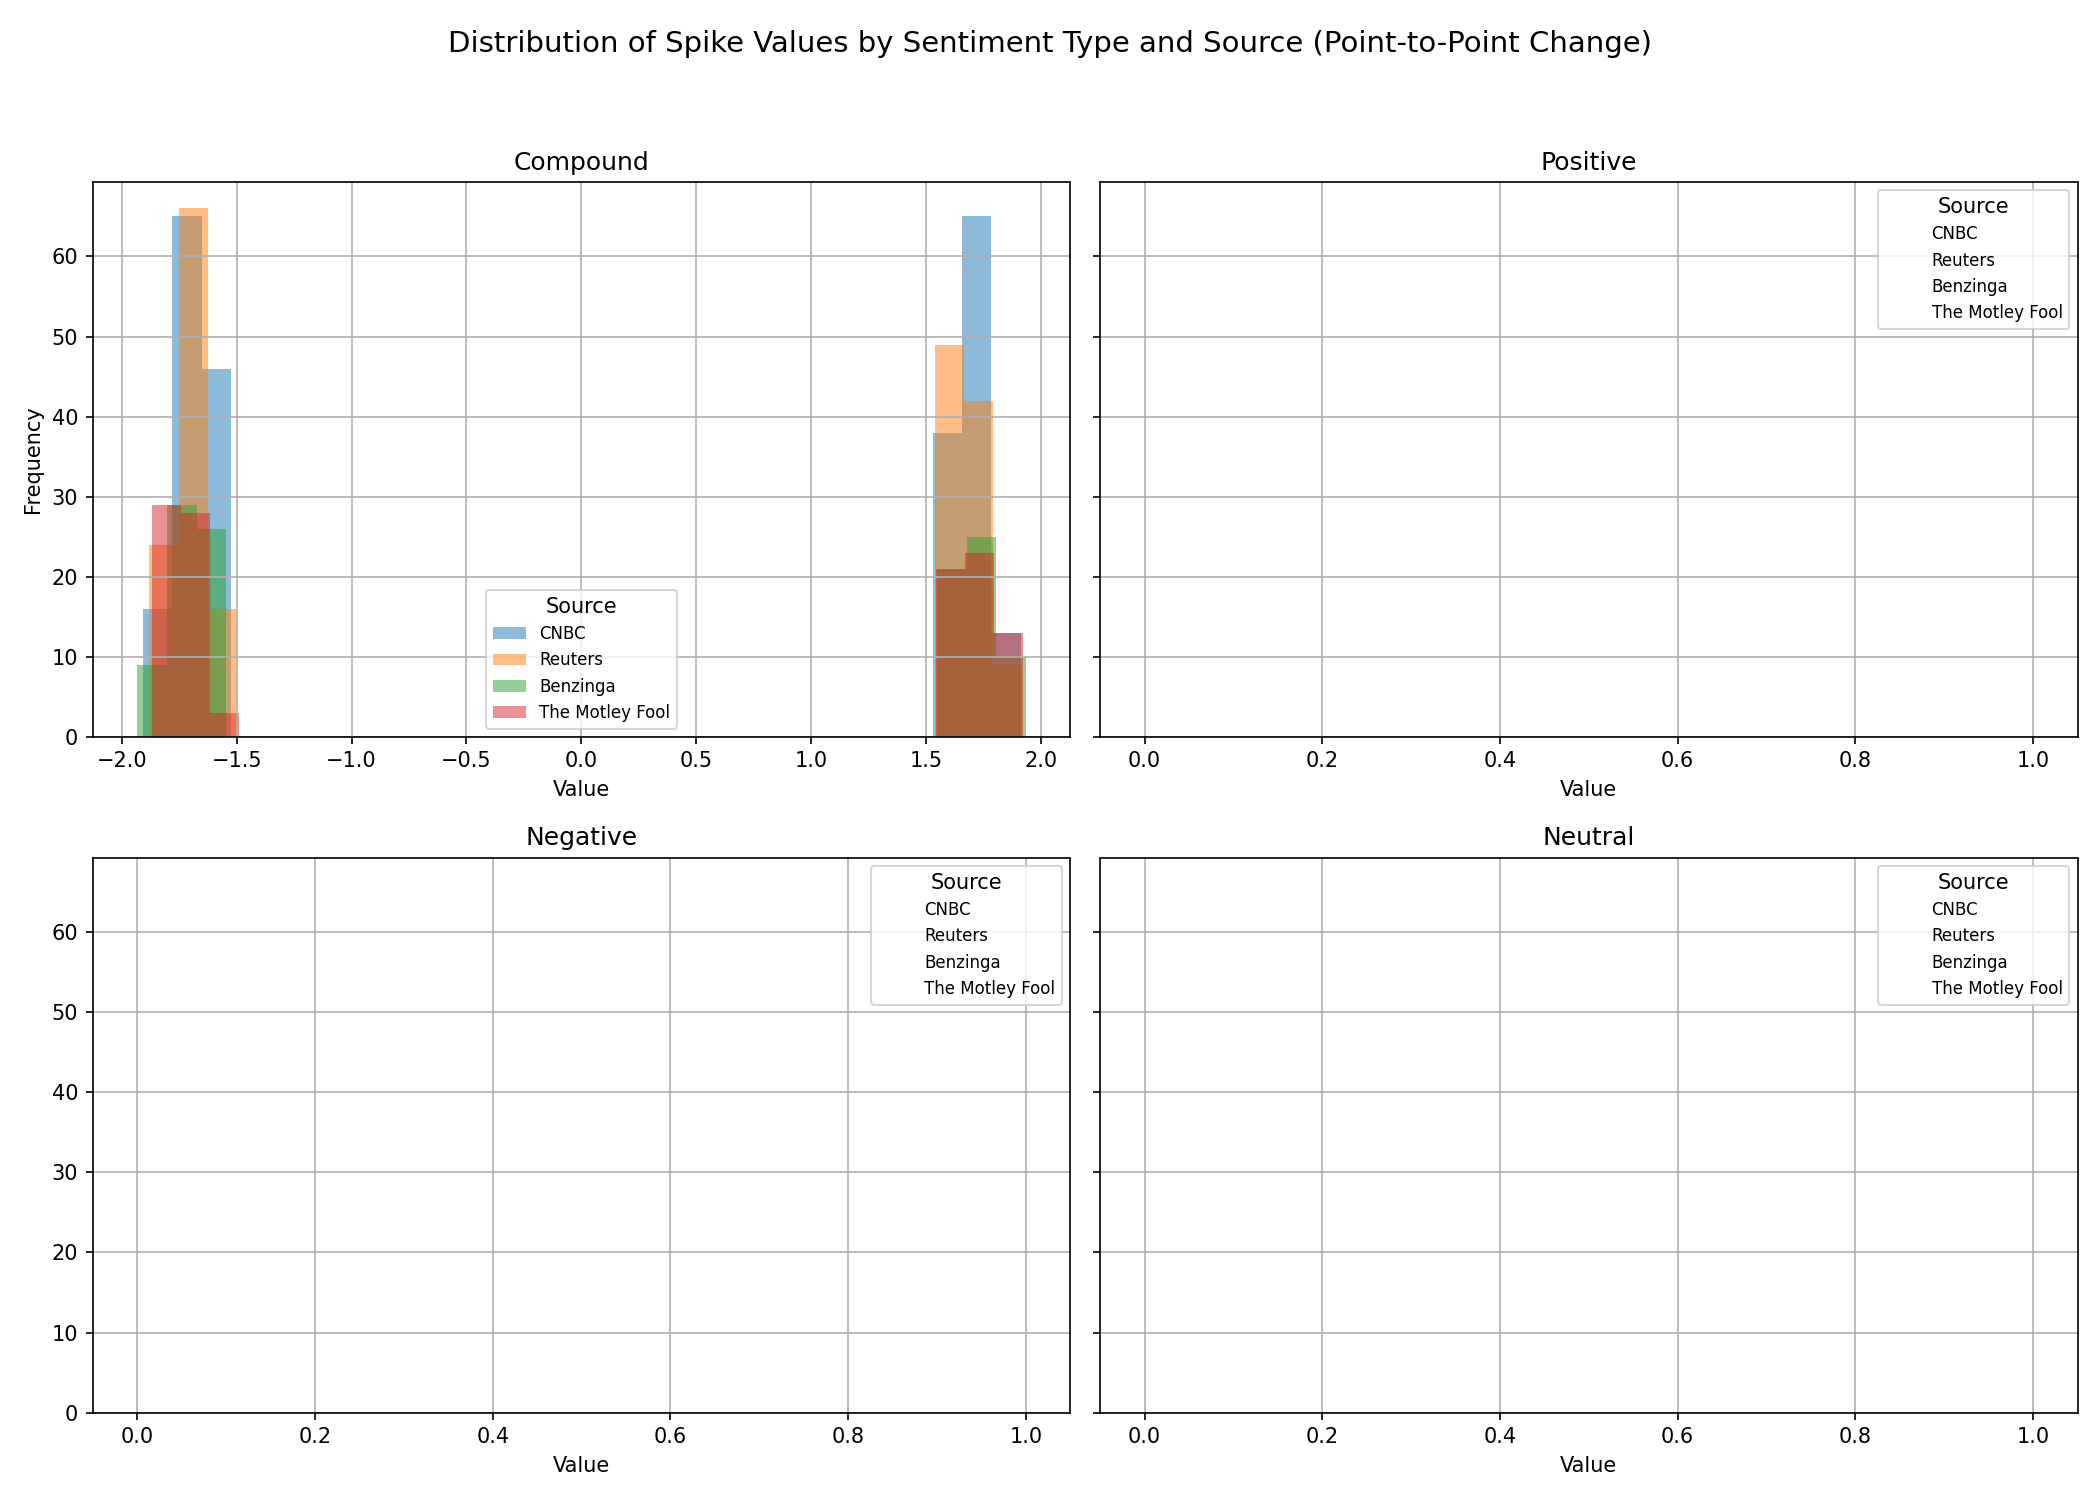 Distribution of Spike Values by Sentiment Type and Source (Point-to-Point Change)
Compound
Frequency
60
50
40
30
20
10
0
Source
CNBC
Reuters
Benzinga
The Motley Fool
−2.0 −1.5 −1.0 −0.5 0.0 0.5 1.0 1.5 2.0
Value
Positive
Source
CNBC
Reuters
Benzinga
The Motley Fool
0.0 0.2 0.4 0.6 0.8 1.0
Value
Negative
60
50
40
30
20
10
0
Source
CNBC
Reuters
Benzinga
The Motley Fool
0.0 0.2 0.4 0.6 0.8 1.0
Value
Neutral
Source
CNBC
Reuters
Benzinga
The Motley Fool
0.0 0.2 0.4 0.6 0.8 1.0
Value